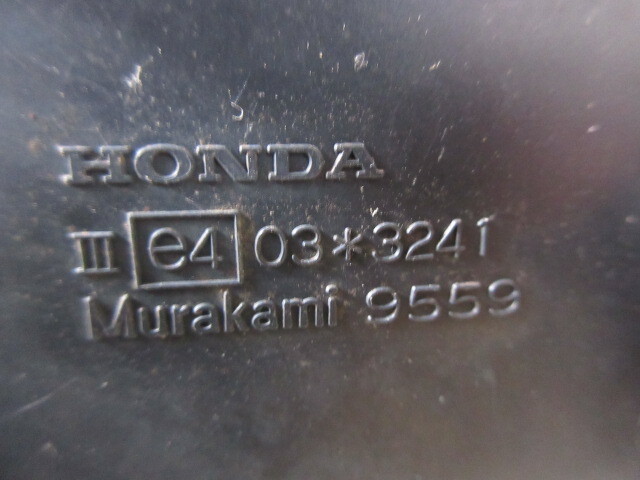 HONDA
III e4 03*3241
Murakami 9559